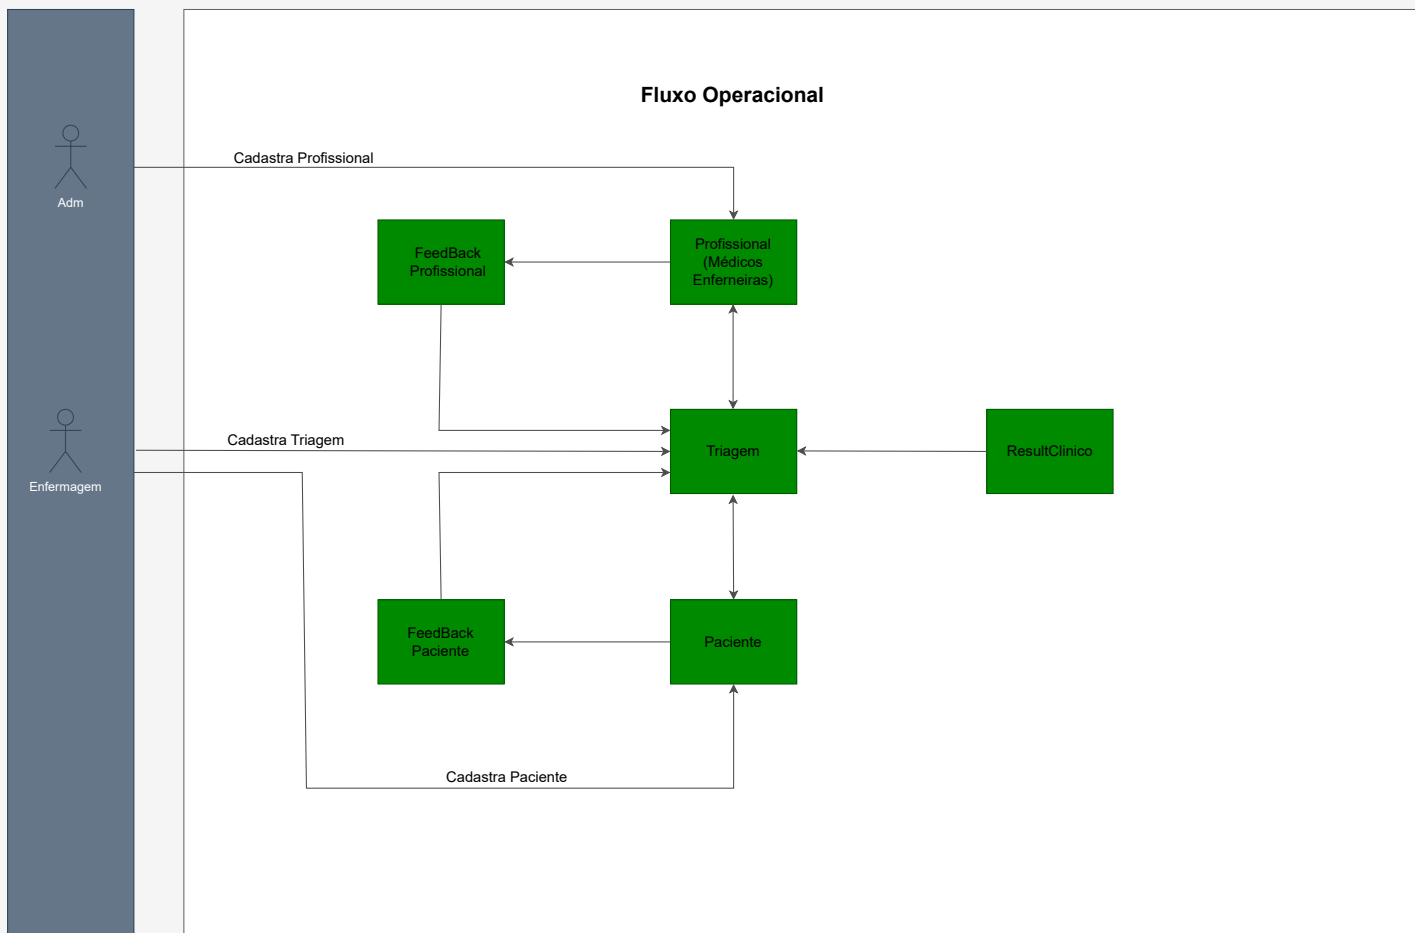 Fluxo Operacional
Cadastra Profissional
Adm
FeedBack
Profissional
Profissional
(Médicos
Enferneiras)
Cadastra Triagem
Enfermagem
Triagem
ResultClinico
FeedBack
Paciente
Paciente
Cadastra Paciente